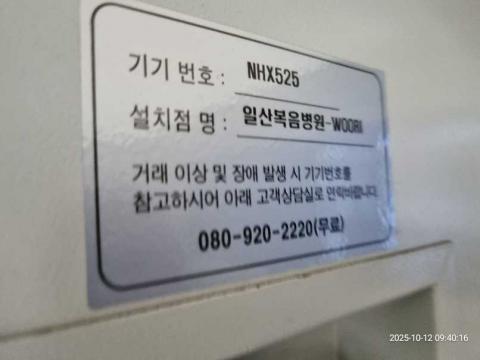 기기 번호 : NHX525
설치점 명 : 일산복음병원-WOORI
거래 이상 및 장애 발생 시 기기번호를
참고하시어 아래 고객상담실로 연락바랍니다.
080-920-2220(무료)
2025-10-12 09:40:16